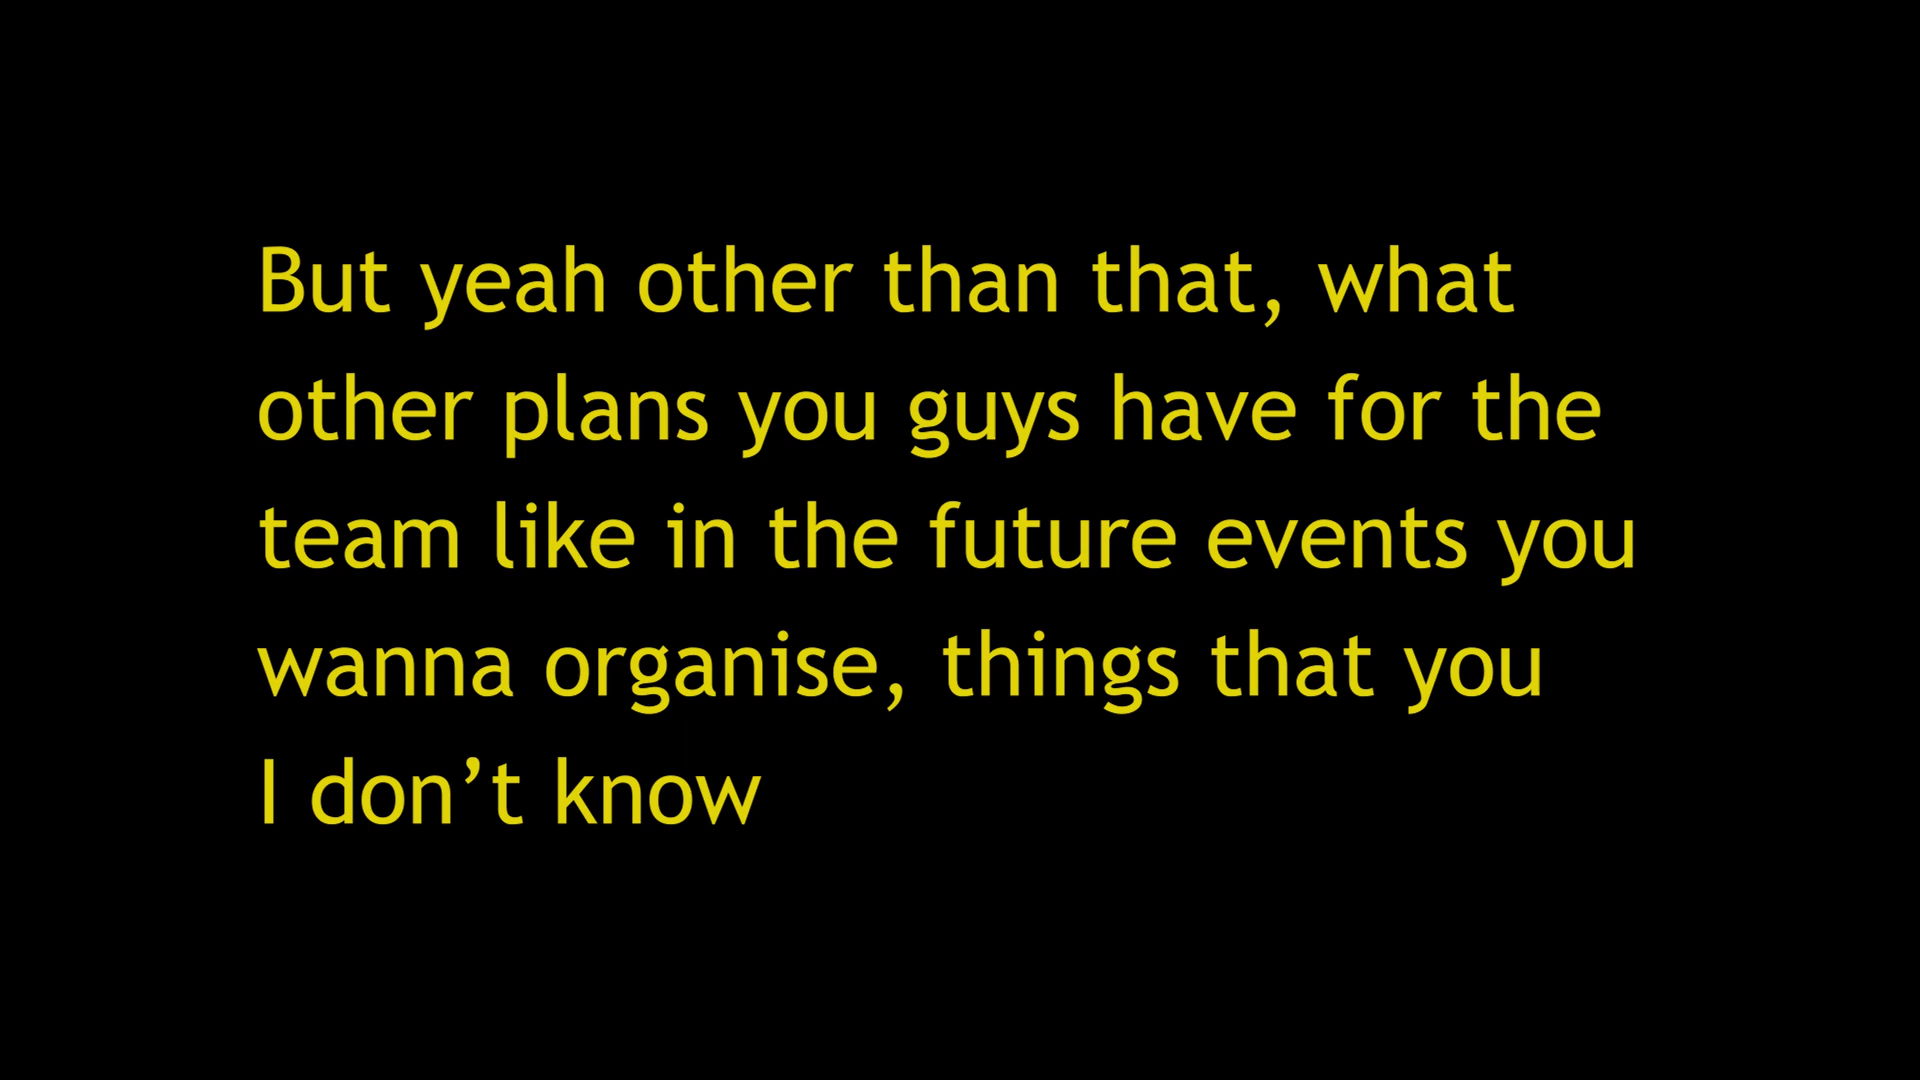 But yeah other than that, what
other plans you guys have for the
team like in the future events you
wanna organise, things that you
I don’t know